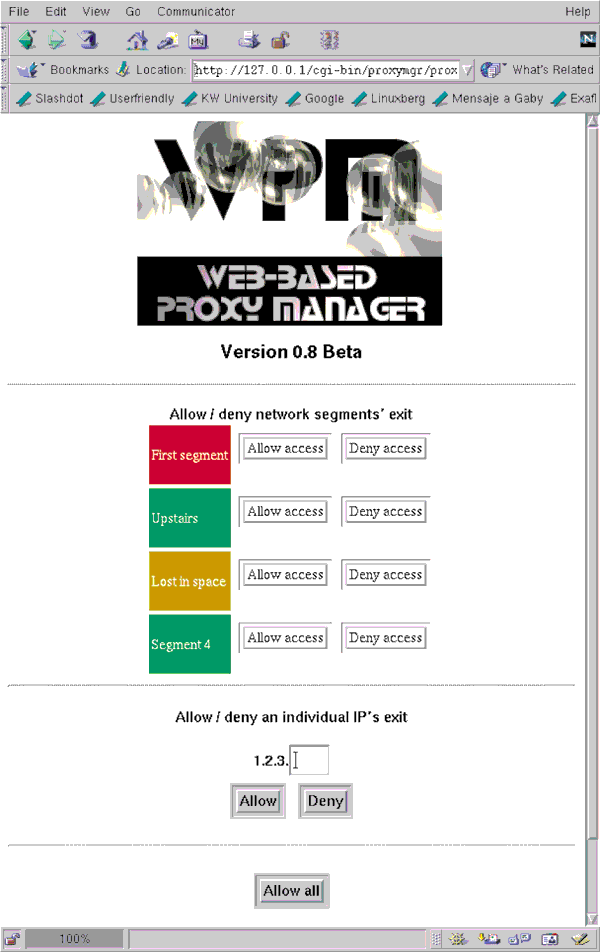 File Edit View Go Communicator Help
My N
Bookmarks Location: http://127.0.0.1/cgi-bin/proxymgr/prox What's Related
Slashdot Userfriendly KW University Google Linuxberg Mensaje a Gaby Exafl
WPM
WEB-BASED
PROXY MANAGER
Version 0.8 Beta
Allow / deny network segments' exit
First segment Allow access Deny access
Upstairs Allow access Deny access
Lost in space Allow access Deny access
Segment 4 Allow access Deny access
Allow / deny an individual IP's exit
1.2.3.
Allow Deny
Allow all
100%